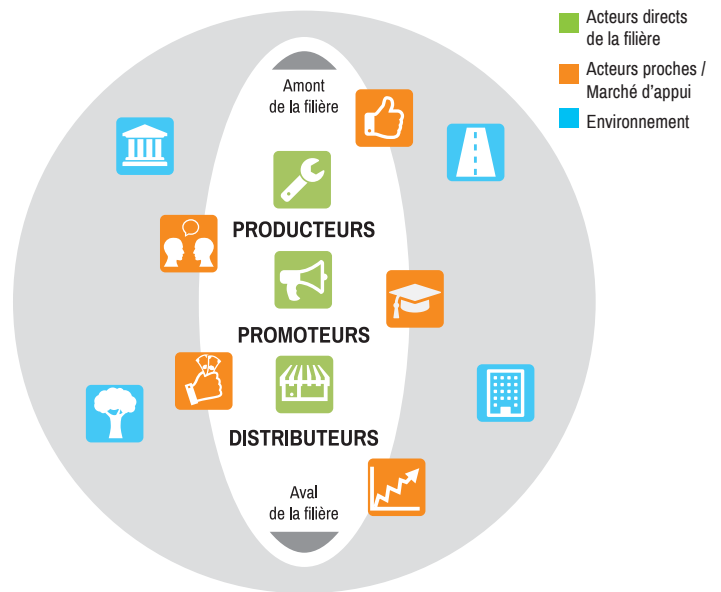 Amont
de la filière
PRODUCTEURS
PROMOTEURS
DISTRIBUTEURS
Aval
de la filière
Acteurs directs
de la filière
Acteurs proches /
Marché d'appui
Environnement